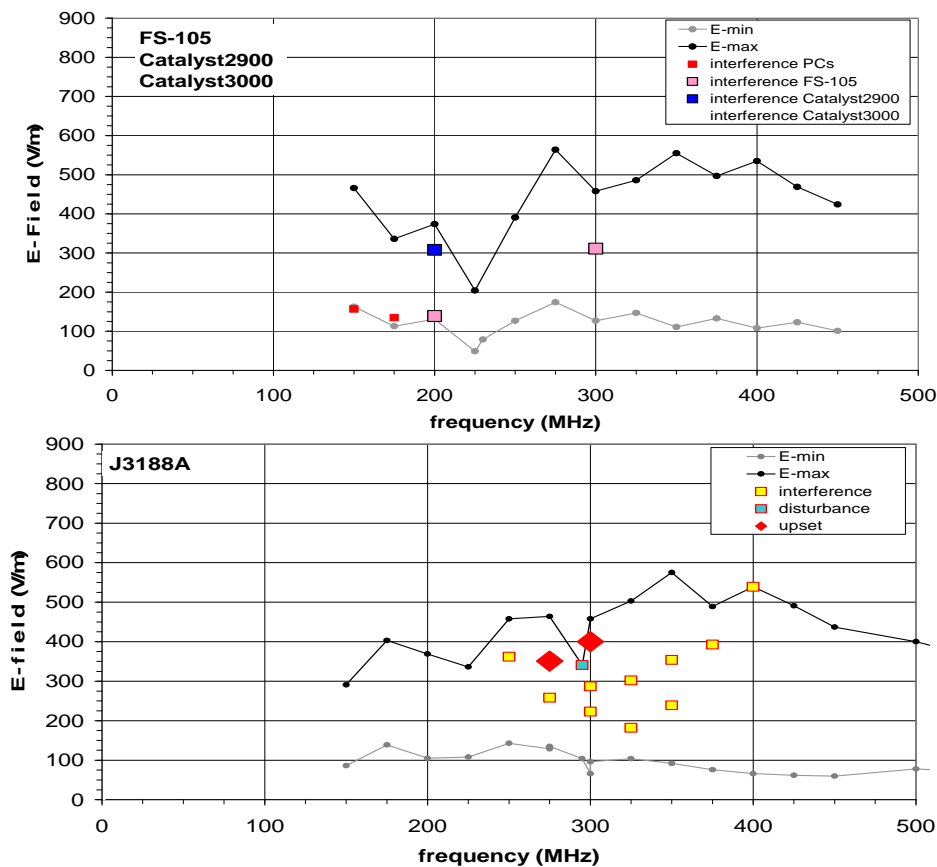 900
800
700
600
500
400
300
200
100
0
E-Field (V/m)
FS-105
Catalyst2900
Catalyst3000
E-min
E-max
interference PCs
interference FS-105
interference Catalyst2900
interference Catalyst3000
0 100 200 300 400 500
frequency (MHz)
900
800
700
600
500
400
300
200
100
0
E-field (V/m)
J3188A
E-min
E-max
interference
disturbance
upset
0 100 200 300 400 500
frequency (MHz)